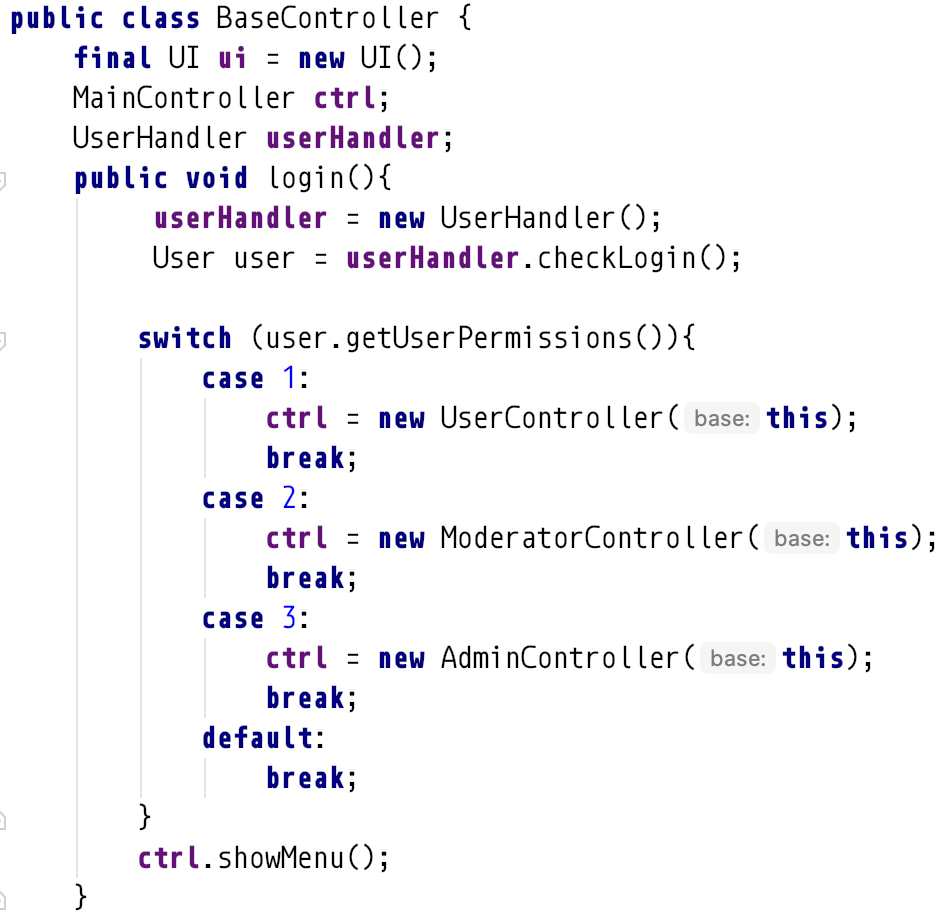 public class BaseController {
    final UI ui = new UI();
    MainController ctrl;
    UserHandler userHandler;
    public void login(){
         userHandler = new UserHandler();
         User user = userHandler.checkLogin();

        switch (user.getUserPermissions()){
            case 1:
                ctrl = new UserController( base: this);
                break;
            case 2:
                ctrl = new ModeratorController( base: this);
                break;
            case 3:
                ctrl = new AdminController( base: this);
                break;
            default:
                break;
        }
        ctrl.showMenu();
    }